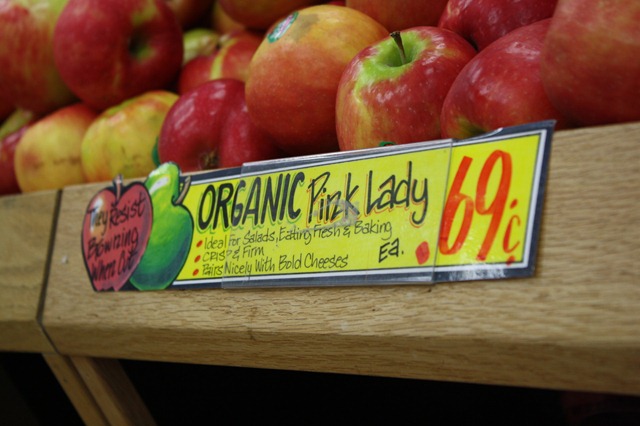 They Resist
Browning
When Cut!
ORGANIC Pink Lady
• Ideal For Salads, Eating Fresh & Baking
• CRISP & Firm
• Pairs Nicely With Bold Cheeses
Ea.
.69¢